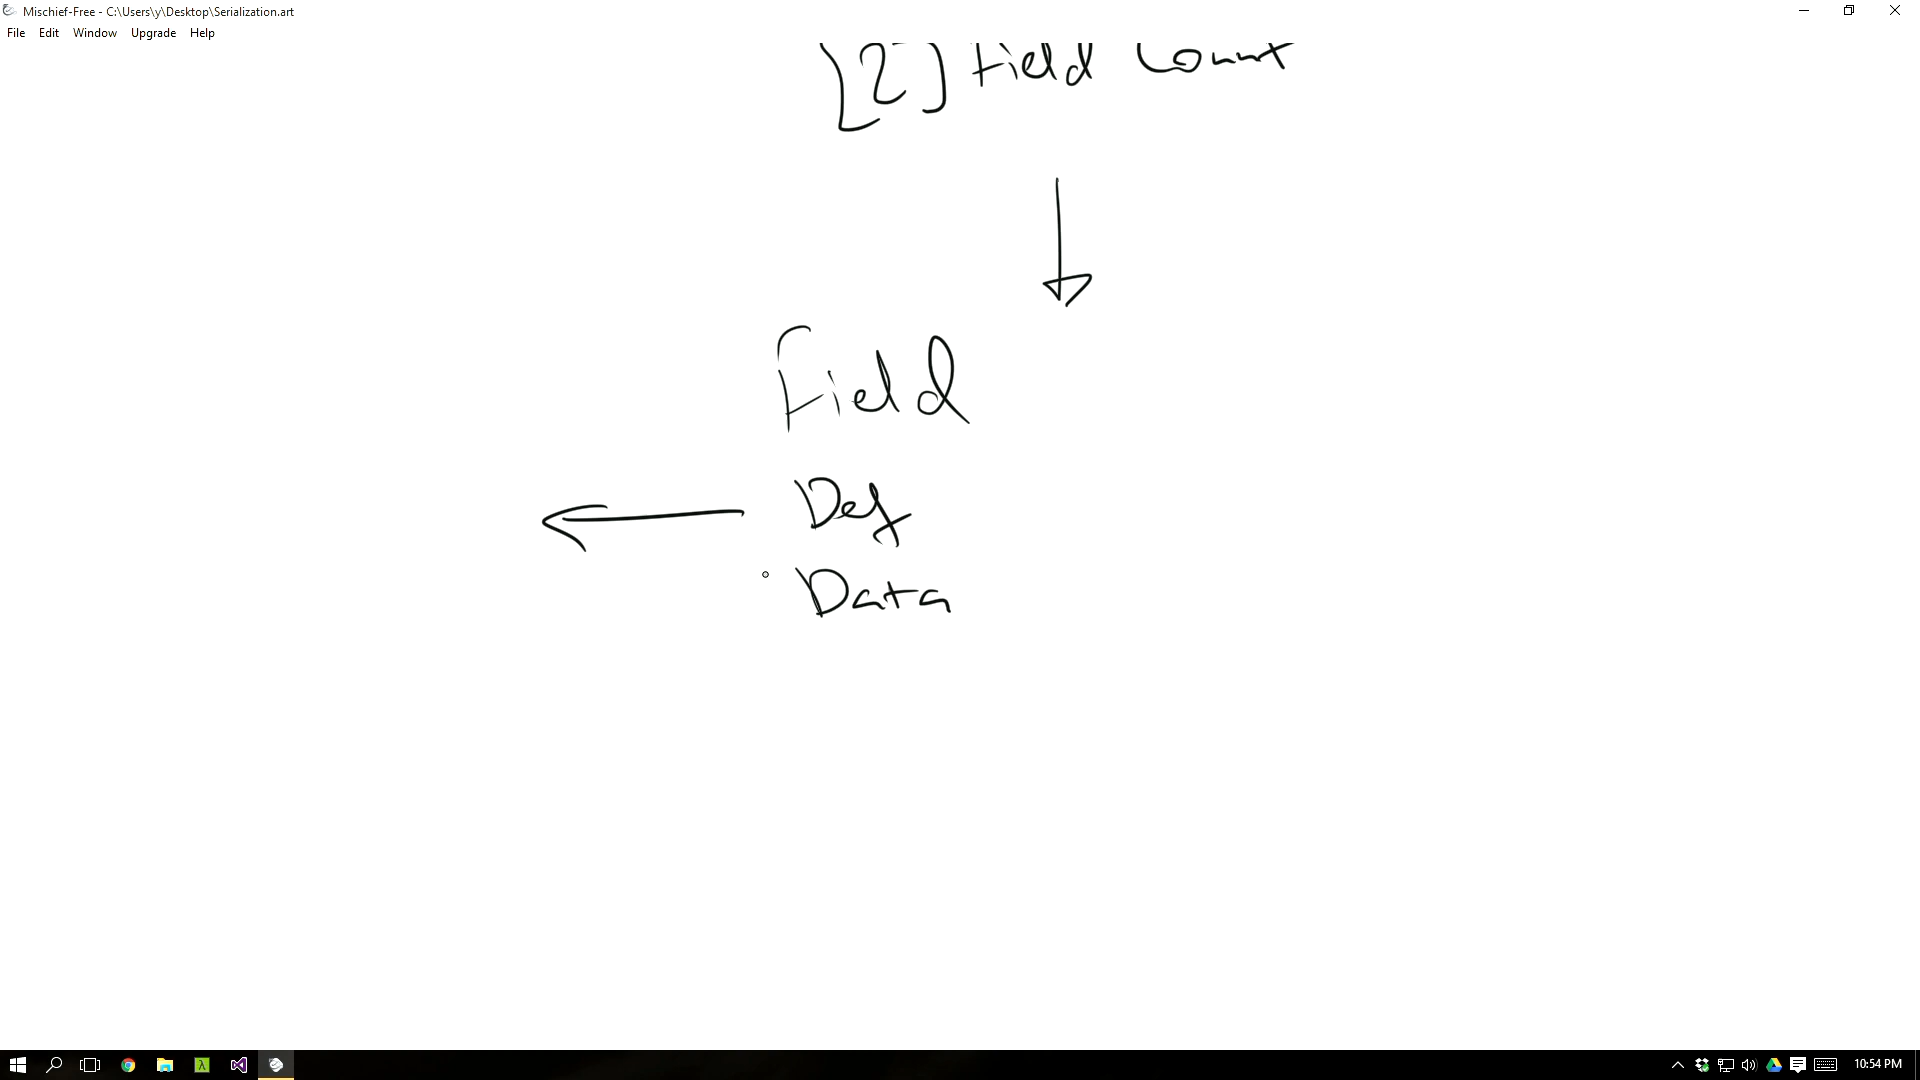 Mischief-Free - C:\Users\y\Desktop\Serialization.art
File Edit Window Upgrade Help
[2] Field Count
Field
Def
Data
10:54 PM